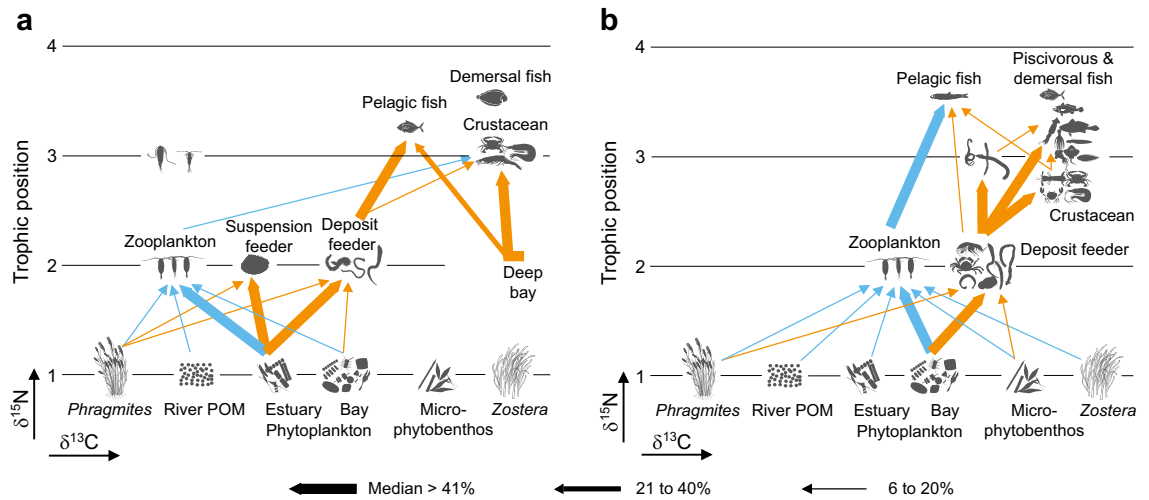 a
4
3
2
1
Trophic position
δ15N
δ13C
Demersal fish
Pelagic fish
Crustacean
Zooplankton
Suspension
feeder
Deposit
feeder
Deep
bay
Phragmites
River POM
Estuary
Bay
Phytoplankton
Micro-
phytobenthos
Zostera
b
4
3
2
1
Trophic position
δ15N
δ13C
Pelagic fish
Piscivorous &
demersal fish
Crustacean
Zooplankton
Deposit feeder
Phragmites
River POM
Estuary
Bay
Phytoplankton
Micro-
phytobenthos
Zostera
Median > 41%
21 to 40%
6 to 20%